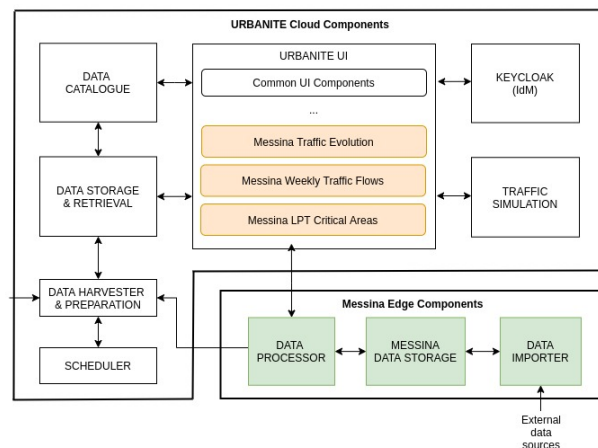 URBANITE Cloud Components
DATA
CATALOGUE
URBANITE UI
Common UI Components
...
Messina Traffic Evolution
Messina Weekly Traffic Flows
Messina LPT Critical Areas
KEYCLOAK
(IdM)
DATA STORAGE
& RETRIEVAL
TRAFFIC
SIMULATION
DATA HARVESTER
& PREPARATION
SCHEDULER
Messina Edge Components
DATA
PROCESSOR
MESSINA
DATA STORAGE
DATA
IMPORTER
External
data
sources